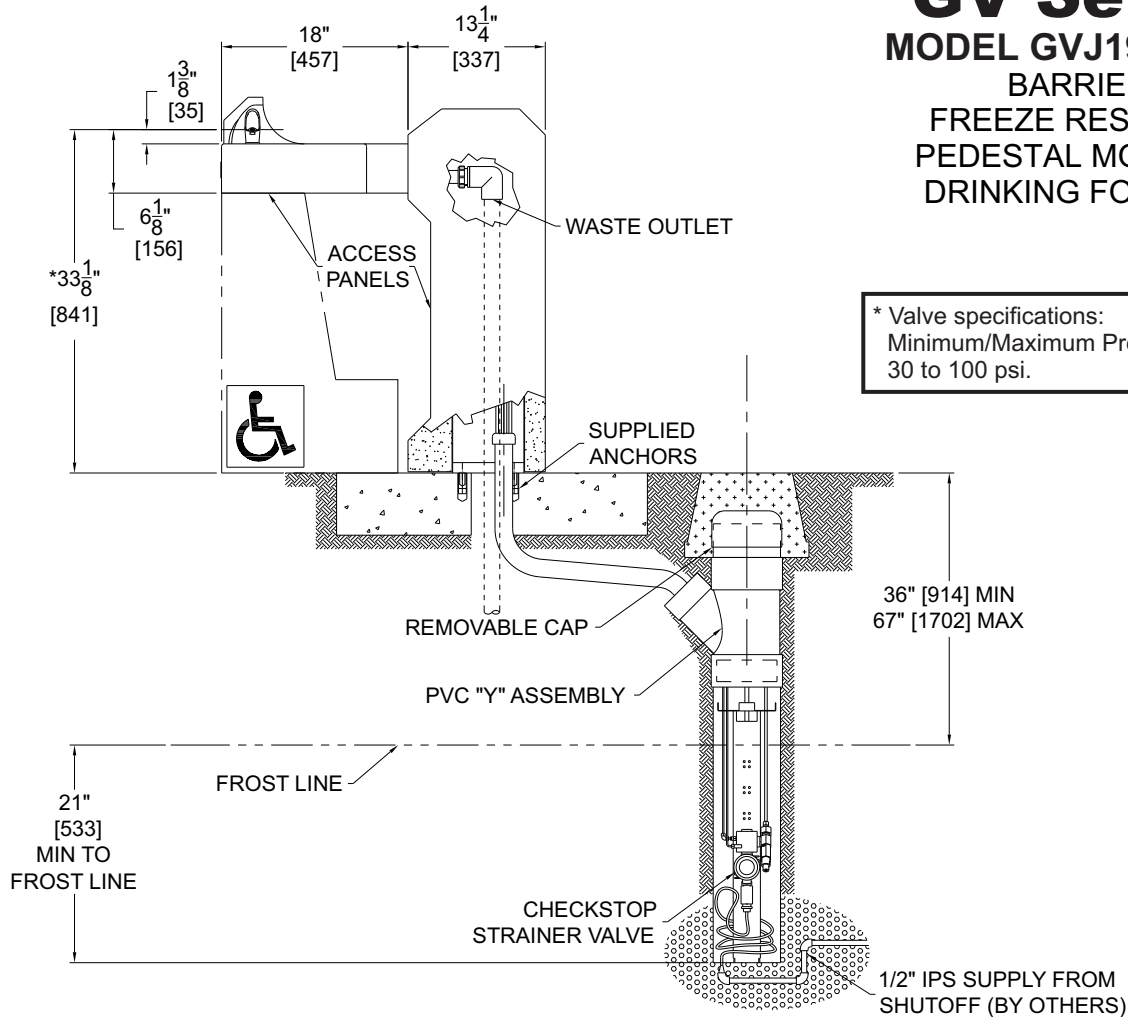 GV Se
MODEL GVJ19
BARRIE
FREEZE RES
PEDESTAL MO
DRINKING FO
18"
[457]
13 1/4"
[337]
1 3/8"
[35]
6 1/8"
[156]
*33 1/8"
[841]
ACCESS
PANELS
WASTE OUTLET
* Valve specifications:
Minimum/Maximum Pre
30 to 100 psi.
SUPPLIED
ANCHORS
REMOVABLE CAP
36" [914] MIN
67" [1702] MAX
PVC "Y" ASSEMBLY
FROST LINE
21"
[533]
MIN TO
FROST LINE
CHECKSTOP
STRAINER VALVE
1/2" IPS SUPPLY FROM
SHUTOFF (BY OTHERS)